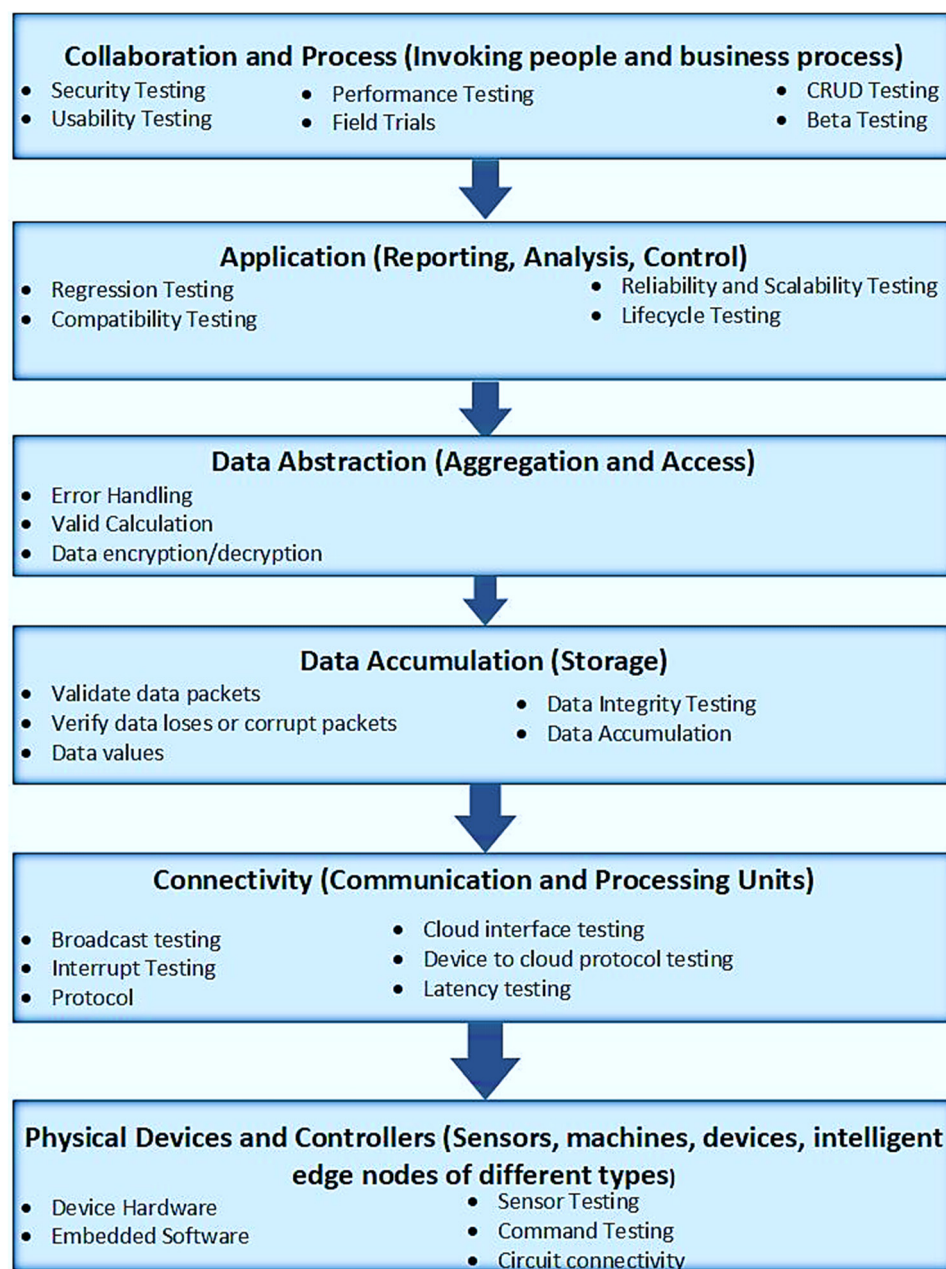 Collaboration and Process (Invoking people and business process)
• Security Testing
• Usability Testing
• Performance Testing
• Field Trials
• CRUD Testing
• Beta Testing
Application (Reporting, Analysis, Control)
• Regression Testing
• Compatibility Testing
• Reliability and Scalability Testing
• Lifecycle Testing
Data Abstraction (Aggregation and Access)
• Error Handling
• Valid Calculation
• Data encryption/decryption
Data Accumulation (Storage)
• Validate data packets
• Verify data loses or corrupt packets
• Data values
• Data Integrity Testing
• Data Accumulation
Connectivity (Communication and Processing Units)
• Broadcast testing
• Interrupt Testing
• Protocol
• Cloud interface testing
• Device to cloud protocol testing
• Latency testing
Physical Devices and Controllers (Sensors, machines, devices, intelligent
edge nodes of different types)
• Device Hardware
• Embedded Software
• Sensor Testing
• Command Testing
• Circuit connectivity